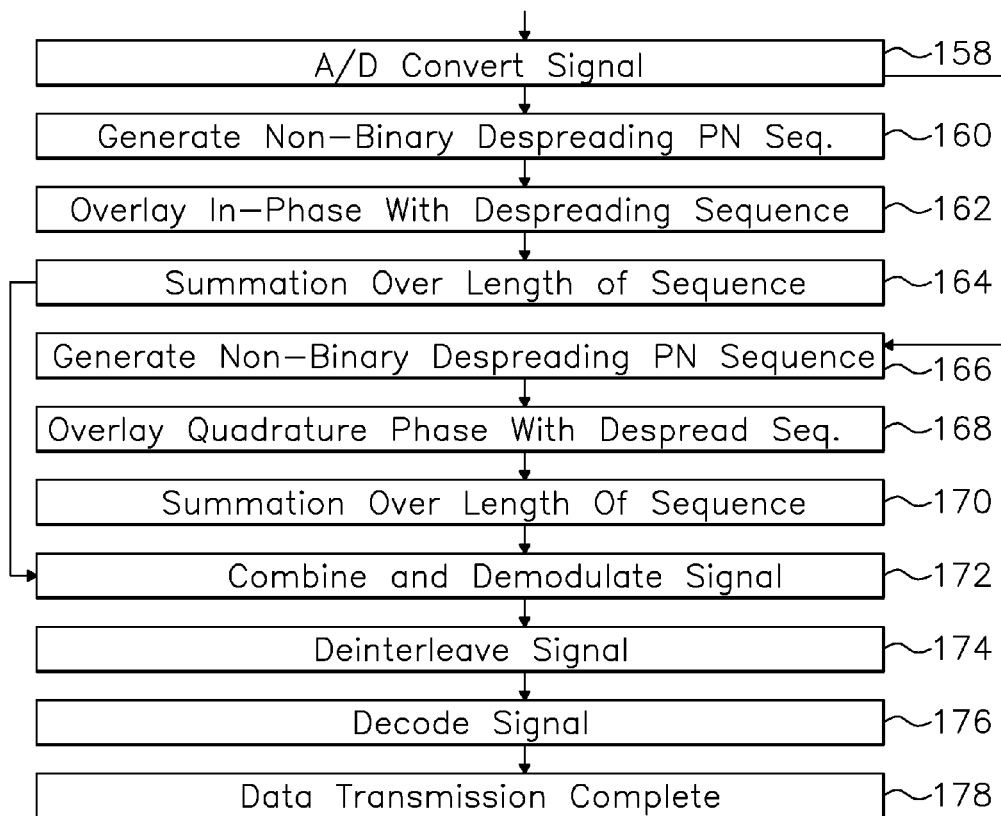 A/D Convert Signal 158
Generate Non-Binary Despreading PN Seq. 160
Overlay In-Phase With Despreading Sequence 162
Summation Over Length of Sequence 164
Generate Non-Binary Despreading PN Sequence 166
Overlay Quadrature Phase With Despread Seq. 168
Summation Over Length Of Sequence 170
Combine and Demodulate Signal 172
Deinterleave Signal 174
Decode Signal 176
Data Transmission Complete 178